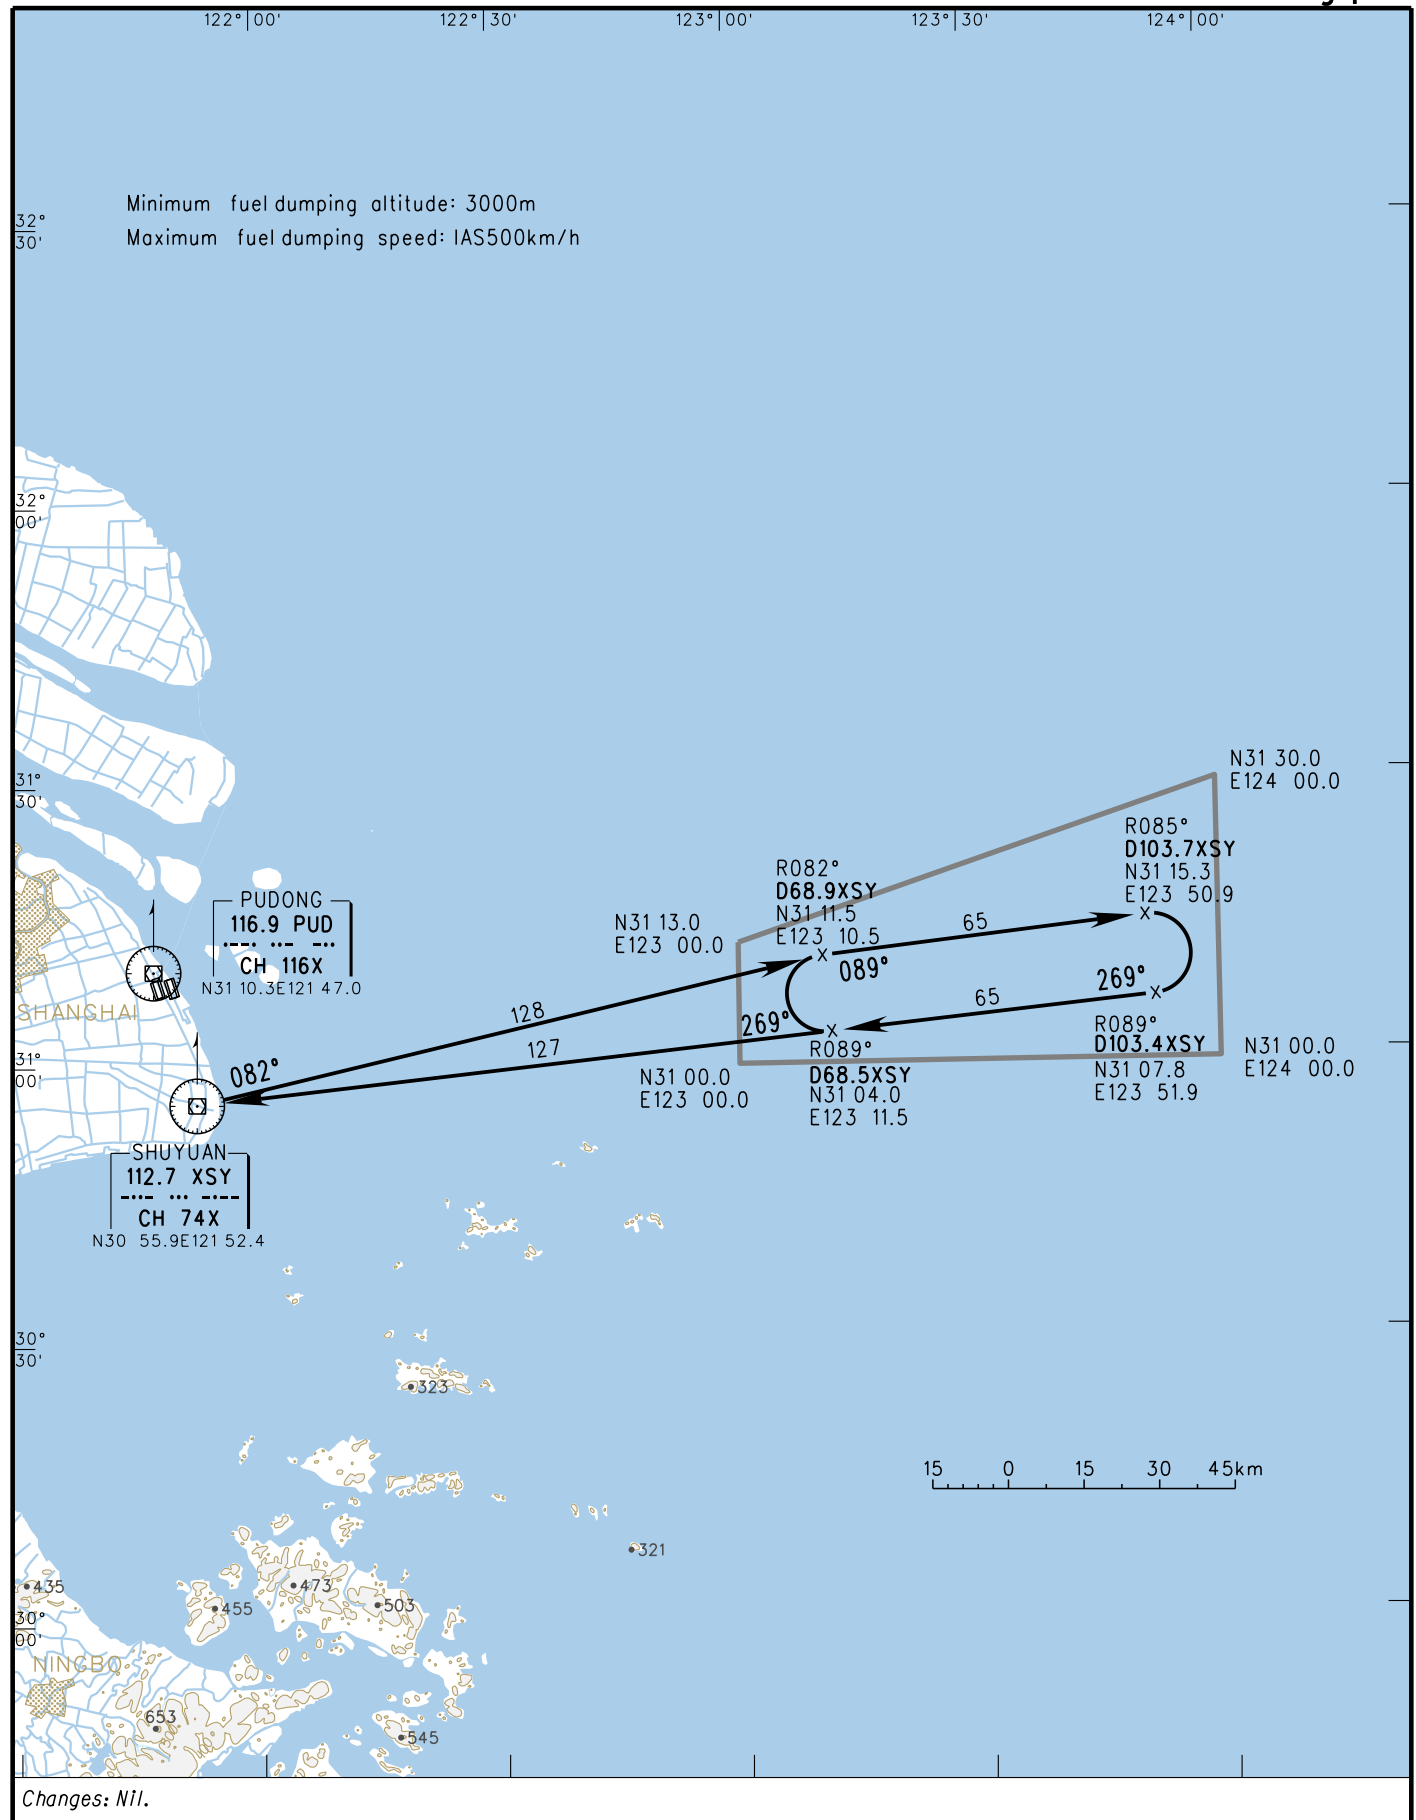 122°00'
122°30'
123°00'
123°30'
124°00'
Minimum fuel dumping altitude: 3000m
Maximum fuel dumping speed: IAS500km/h
32°
30'
32°
00'
31°
30'
31°
00'
30°
30'
30°
00'
N31 30.0
E124 00.0
R085°
D103.7XSY
N31 15.3
E123 50.9
R082°
D68.9XSY
N31 11.5
E123 10.5
N31 13.0
E123 00.0
65
089°
PUDONG
116.9 PUD
CH 116X
N31 10.3E121 47.0
SHANGHAI
128
127
082°
269°
65
269°
R089°
D103.4XSY
N31 07.8
E123 51.9
N31 00.0
E124 00.0
R089°
D68.5XSY
N31 04.0
E123 11.5
N31 00.0
E123 00.0
SHUYUAN
112.7 XSY
CH 74X
N30 55.9E121 52.4
323
15 0 15 30 45km
321
435
473
455
503
NINGBO
653
545
Changes: Nil.